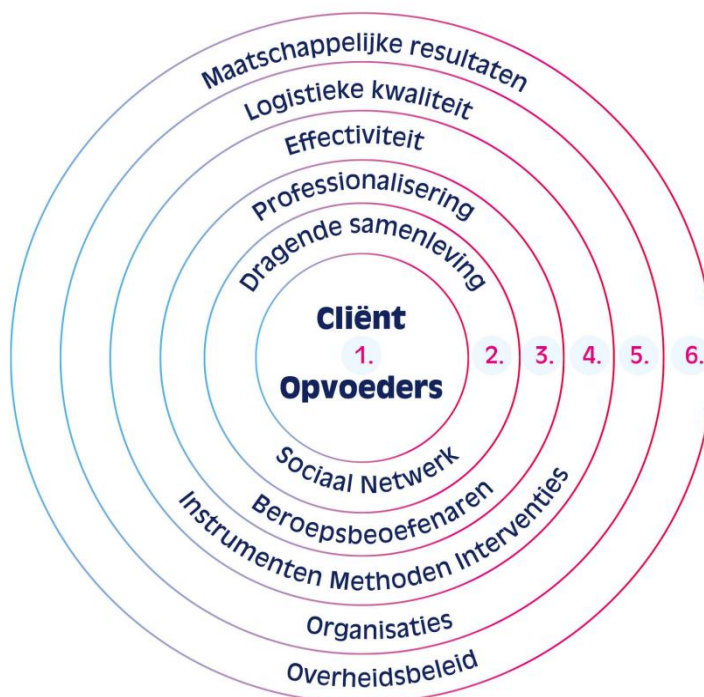 Maatschappelijke resultaten
Logistieke kwaliteit
Effectiviteit
Professionalisering
Dragende samenleving
Cliënt
1.
2.
3.
4.
5.
6.
Opvoeders
Sociaal Netwerk
Beroepsbeoefenaren
Instrumenten Methoden Interventies
Organisaties
Overheidsbeleid